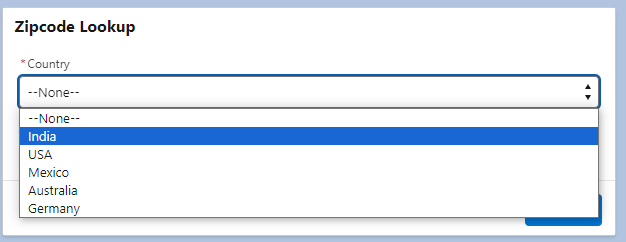 Zipcode Lookup
*Country
--None--
--None--
India
USA
Mexico
Australia
Germany